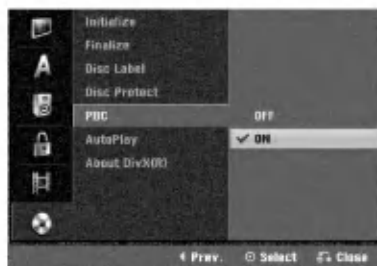 Initialize
Finalize
Disc Label
Disc Protect
PBC
OFF
AutoPlay
✔ ON
About DivX(R)
A
Prev.
Select
Close